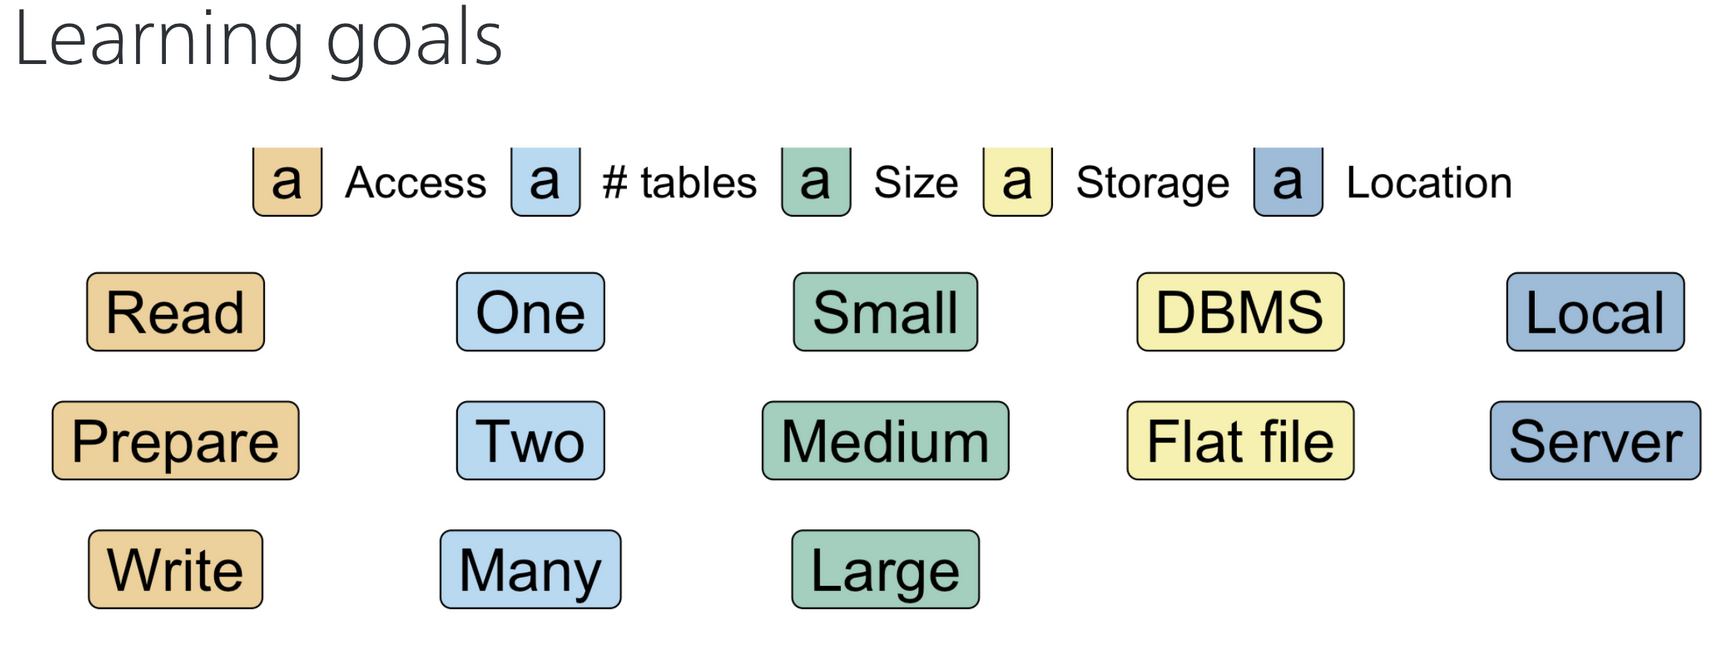 Learning goals
a Access a # tables a Size a Storage a Location
Read One Small DBMS Local
Prepare Two Medium Flat file Server
Write Many Large